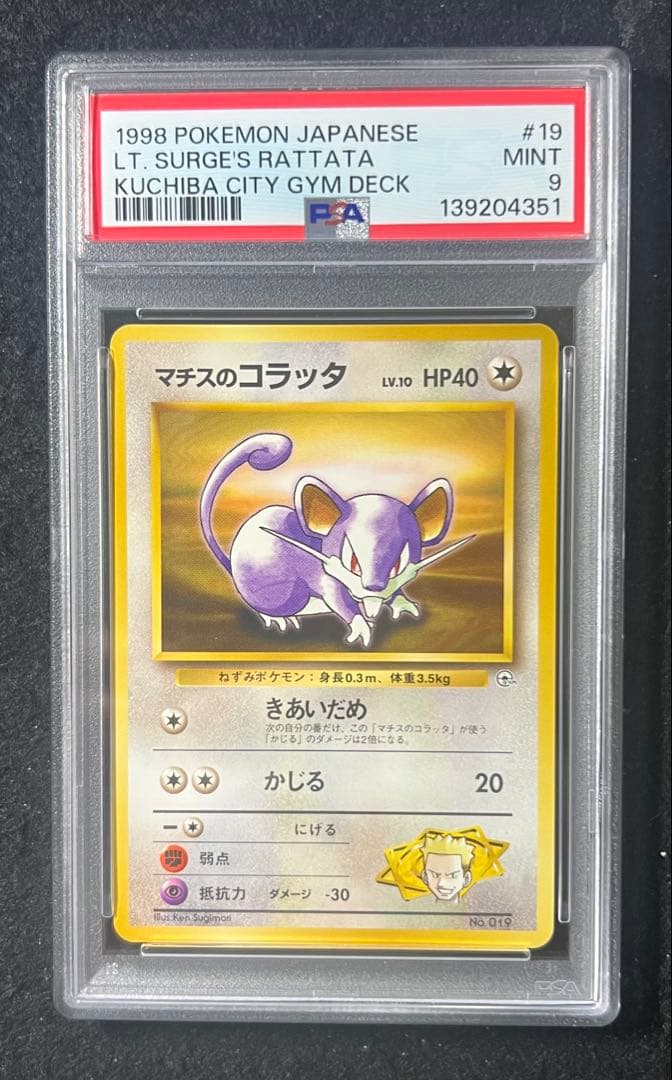 1998 POKEMON JAPANESE #19
LT. SURGE'S RATTATA MINT
KUCHIBA CITY GYM DECK 9
PSA 139204351
マチスのコラッタ LV.10 HP40
ねずみポケモン：身長0.3m、体重3.5kg
きあいだめ
次の自分の番だけ、この「マチスのコラッタ」が使う
「かじる」のダメージは2倍になる。
かじる 20
にげる
弱点
抵抗力 ダメージ -30
Illus. Ken Sugimori No. 019
PSA